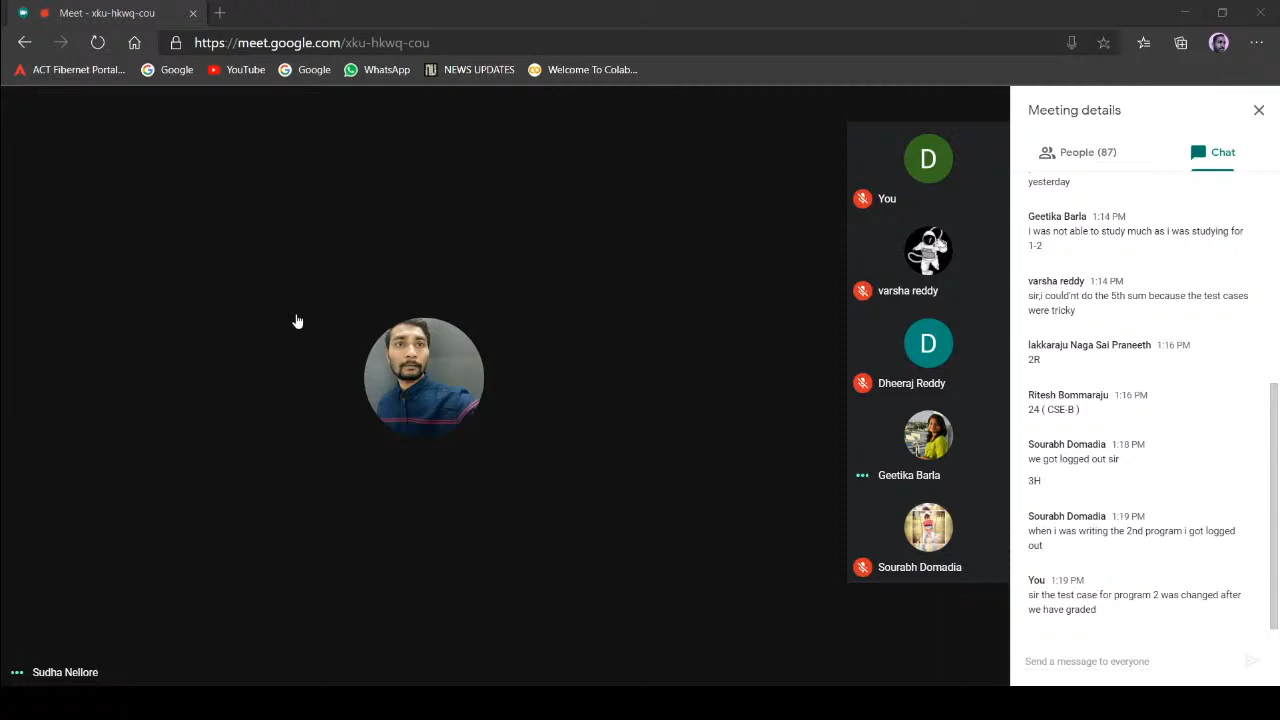 Meet - xku-hkwq-cou
https://meet.google.com/xku-hkwq-cou
ACT Fibernet Portal... Google YouTube Google WhatsApp NEWS UPDATES Welcome To Colab...
Meeting details
People (87) Chat
yesterday
Geetika Barla 1:14 PM
i was not able to study much as i was studying for
1-2
varsha reddy 1:14 PM
sir,i could'nt do the 5th sum because the test cases
were tricky
lakkaraju Naga Sai Praneeth 1:16 PM
2R
Ritesh Bommaraju 1:16 PM
24 ( CSE-B )
Sourabh Domadia 1:18 PM
we got logged out sir
3H
Sourabh Domadia 1:19 PM
when i was writing the 2nd program i got logged
out
You 1:19 PM
sir the test case for program 2 was changed after
we have graded
Send a message to everyone
D
You
varsha reddy
D
Dheeraj Reddy
Geetika Barla
Sourabh Domadia
Sudha Nellore